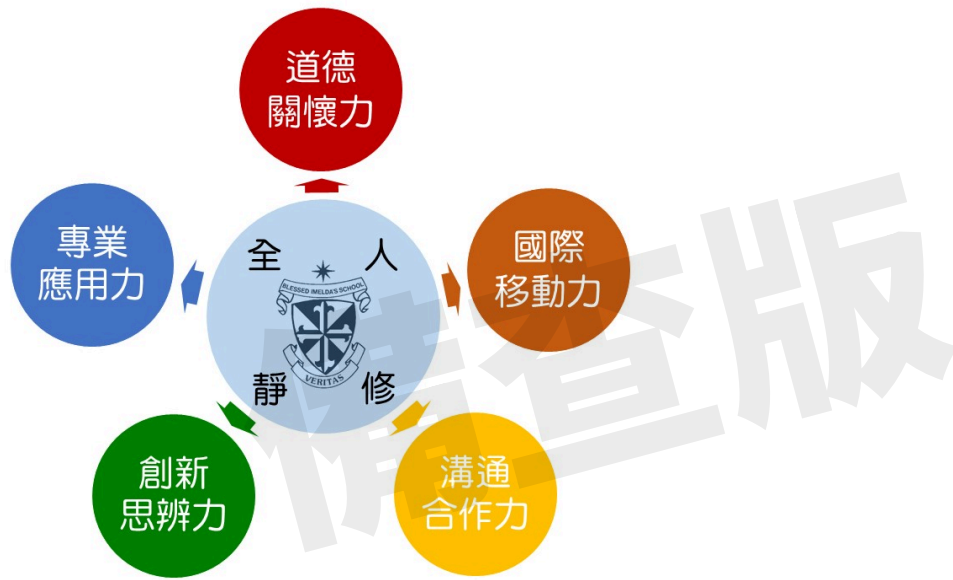 道德
關懷力
專業
應用力
全 人
BLESSED IMELDA'S SCHOOL
VERITAS
靜 修
國際
移動力
創新
思辨力
溝通
合作力
備查版